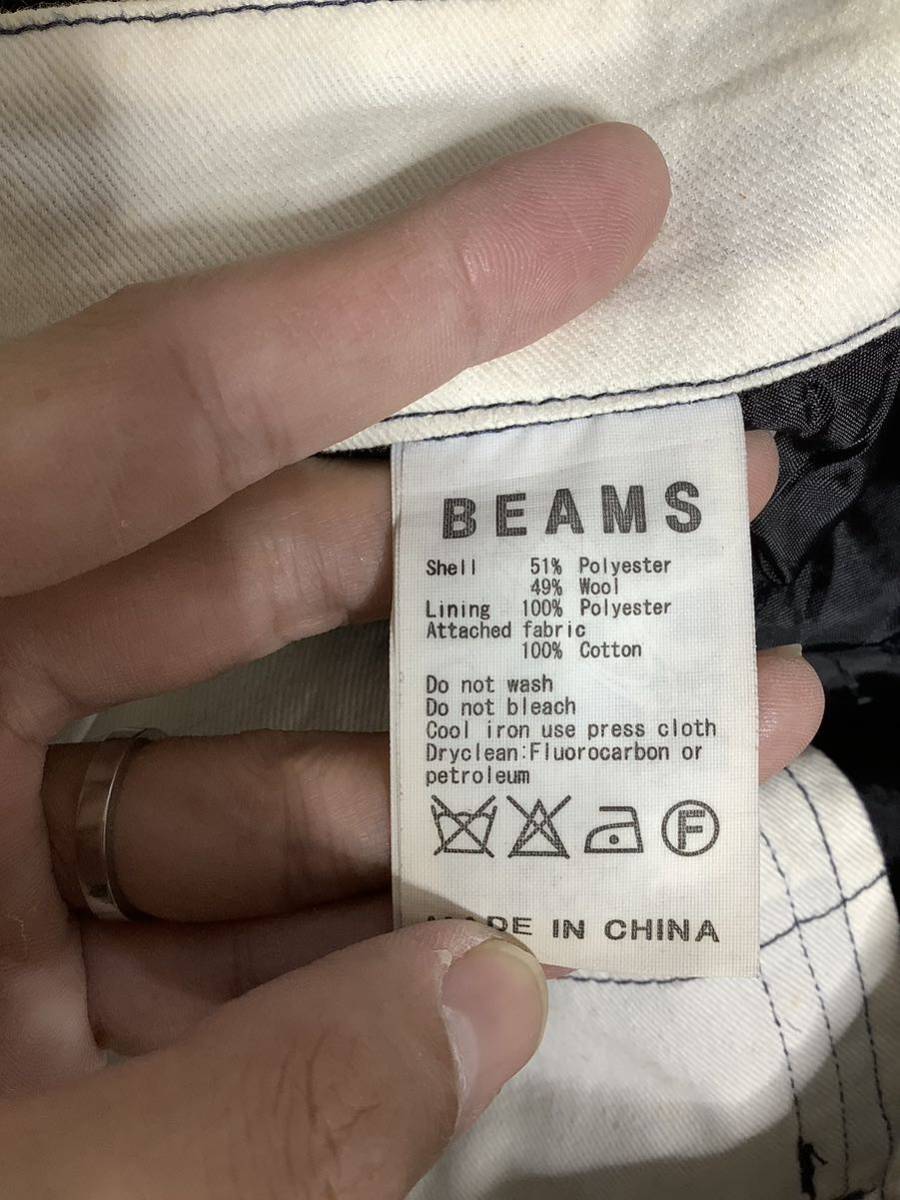 BEAMS
Shell 51% Polyester
49% Wool
Lining 100% Polyester
Attached fabric
100% Cotton
Do not wash
Do not bleach
Cool iron use press cloth
Dryclean:Fluorocarbon or
petroleum
F
MADE IN CHINA